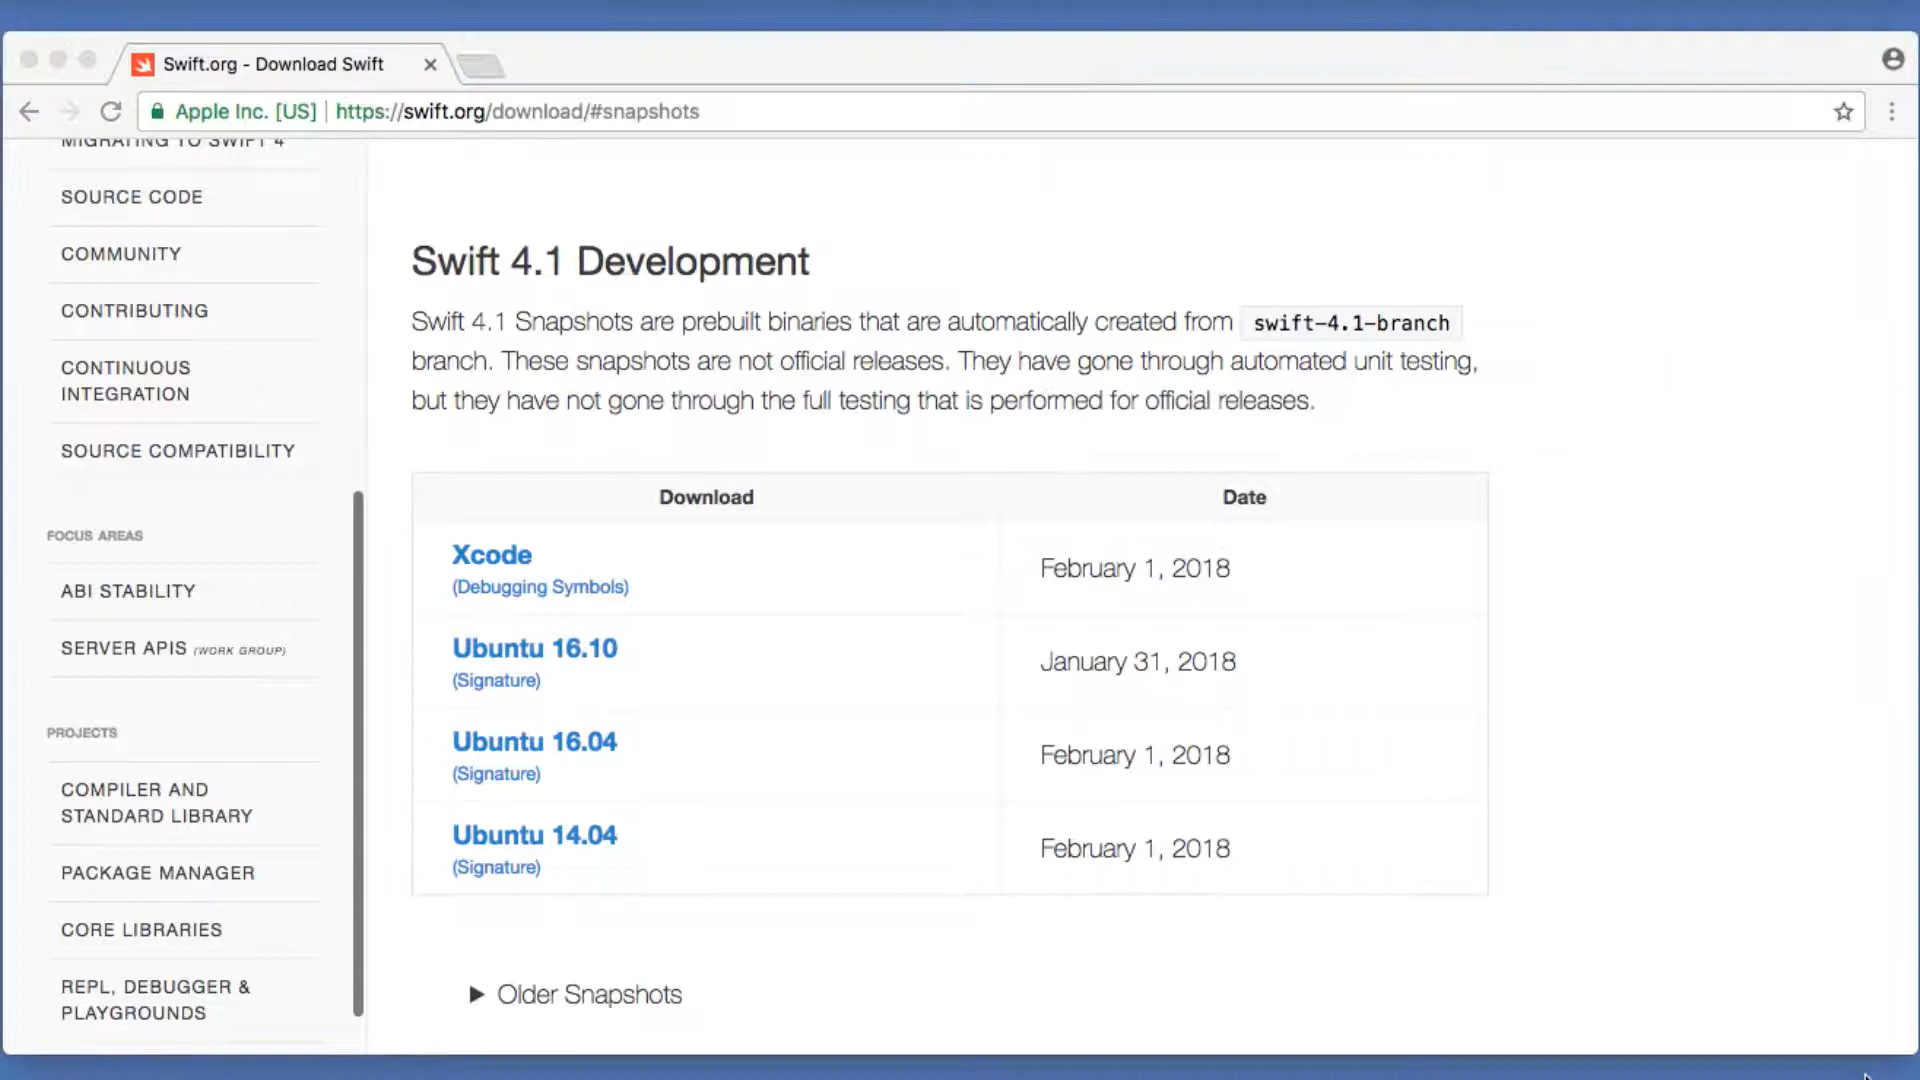 Swift.org - Download Swift
Apple Inc. [US] | https://swift.org/download/#snapshots
MIGRATING TO SWIFT 4
SOURCE CODE
COMMUNITY
CONTRIBUTING
CONTINUOUS
INTEGRATION
SOURCE COMPATIBILITY
FOCUS AREAS
ABI STABILITY
SERVER APIS (WORK GROUP)
PROJECTS
COMPILER AND
STANDARD LIBRARY
PACKAGE MANAGER
CORE LIBRARIES
REPL, DEBUGGER &
PLAYGROUNDS
Swift 4.1 Development
Swift 4.1 Snapshots are prebuilt binaries that are automatically created from swift-4.1-branch
branch. These snapshots are not official releases. They have gone through automated unit testing,
but they have not gone through the full testing that is performed for official releases.
Download Date
Xcode
(Debugging Symbols)
February 1, 2018
Ubuntu 16.10
(Signature)
January 31, 2018
Ubuntu 16.04
(Signature)
February 1, 2018
Ubuntu 14.04
(Signature)
February 1, 2018
Older Snapshots